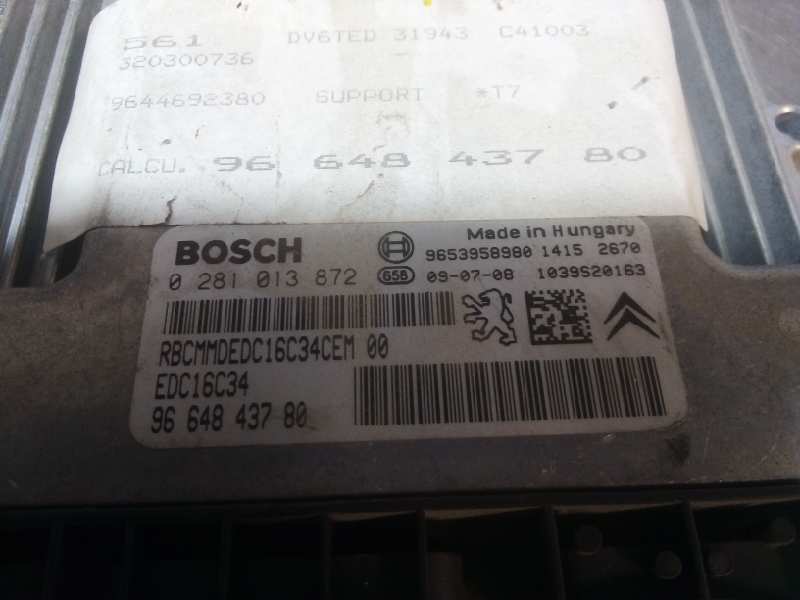 561 DV6TED 31943 C41003
320300736
9644692380 SUPPORT *T7
CALCU. 96 648 437 80
BOSCH
Made in Hungary
9653958980 1415 2670
0 281 013 872 656 09-07-08 1039S20163
RBCMMDEDC16C34CEM 00
EDC16C34
96 648 437 80